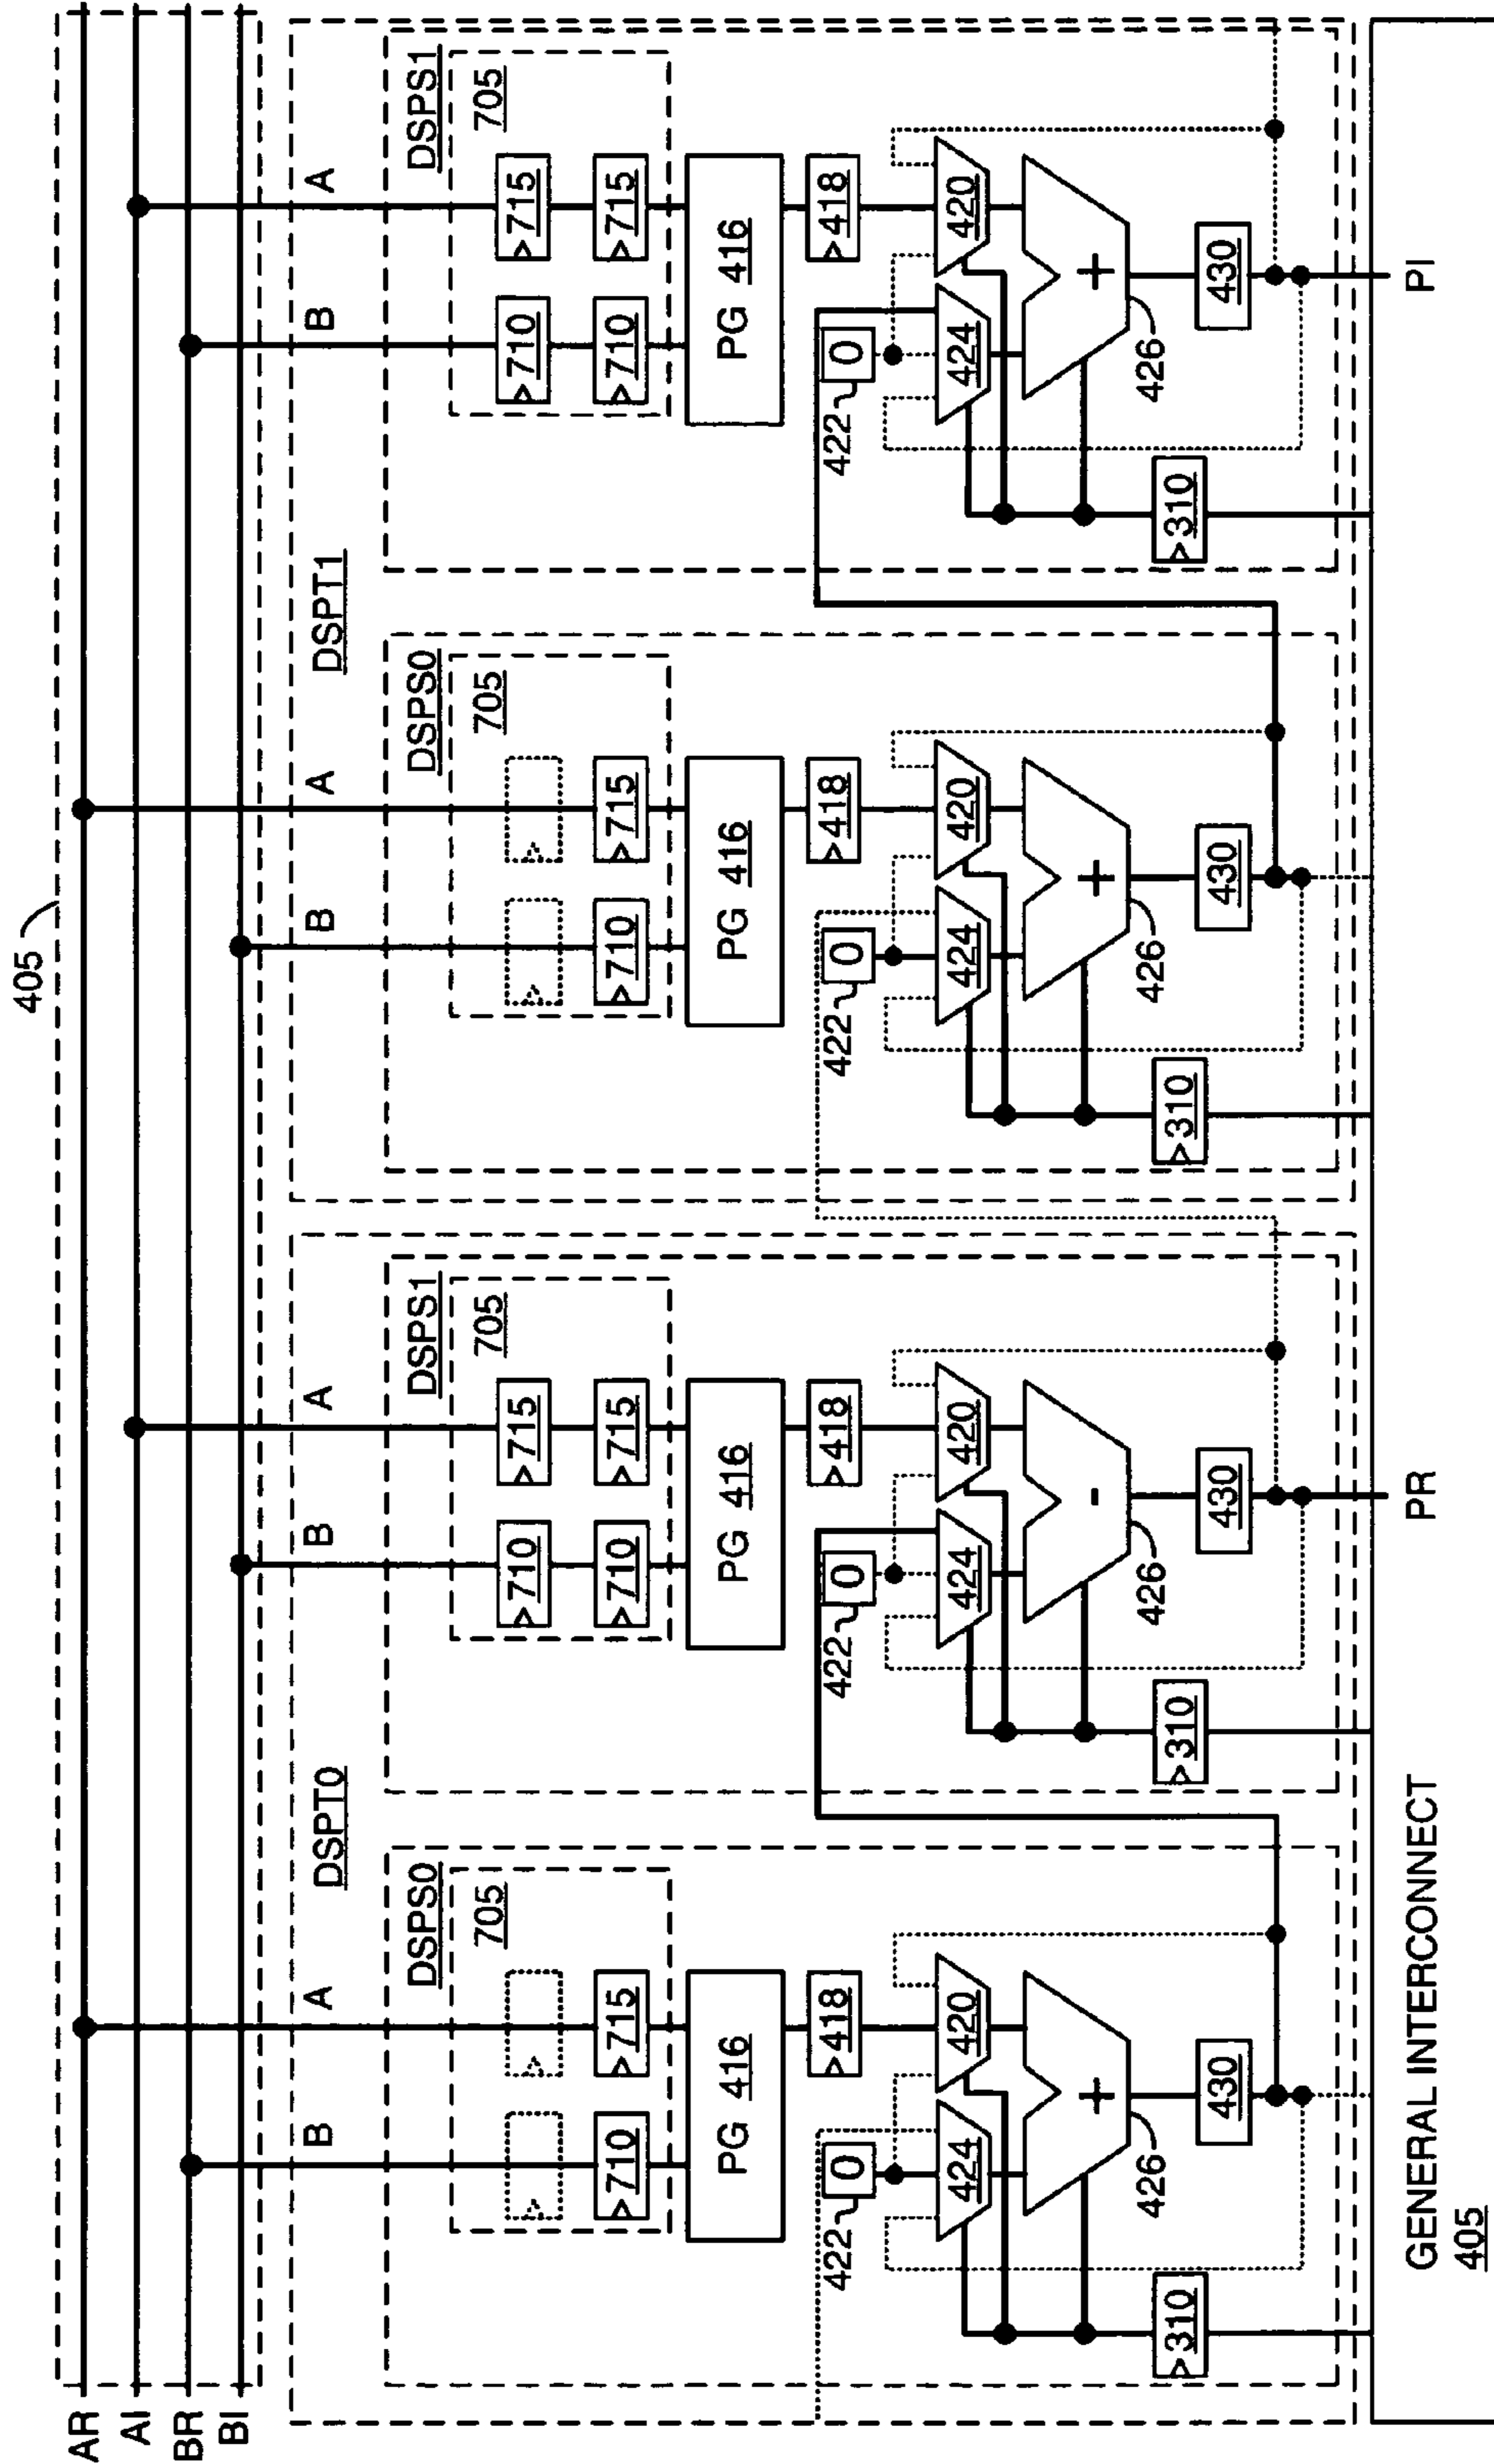 405
AR
AI
BR
BI
B A B A B A B A
DSPT0 DSPT1
DSPS0 DSPS1 DSPS0 DSPS1
705 705 705 705
710 715 710 715
710 715 710 715 710 715 710 715
PG 416 PG 416 PG 416 PG 416
418 418 418 418
422 0 422 0 422 0 422 0
424 420 424 420 424 420 424 420
+ - + +
426 426 426 426
310 430 310 430 310 430 310 430
GENERAL INTERCONNECT PR PI
405